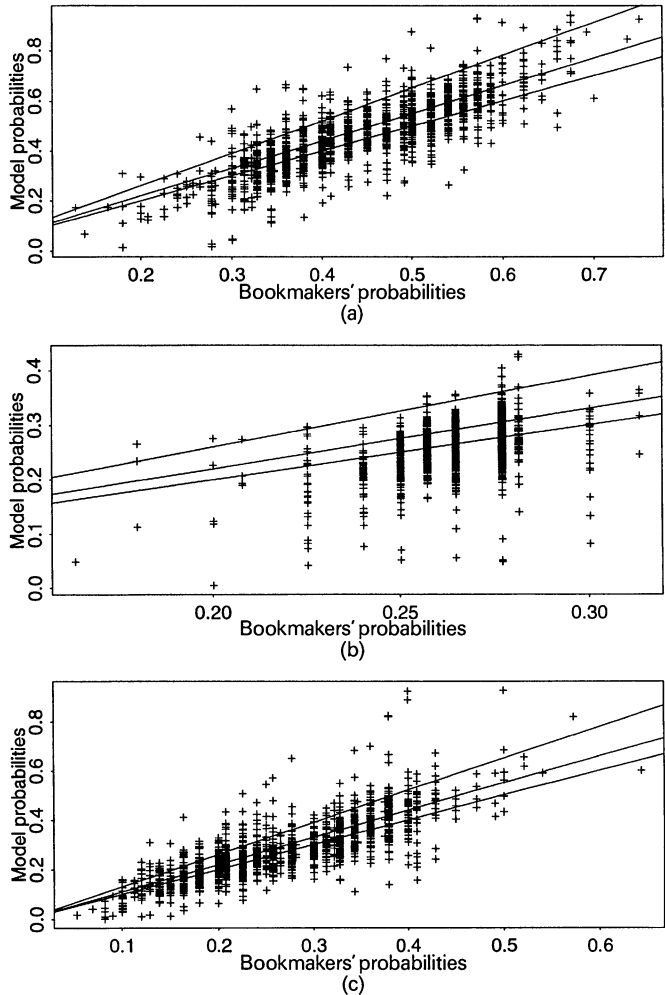 Model probabilities
0.8
0.6
0.4
0.2
0.0
0.2 0.3 0.4 0.5 0.6 0.7
Bookmakers' probabilities
(a)
Model probabilities
0.4
0.3
0.2
0.1
0.0
0.20 0.25 0.30
Bookmakers' probabilities
(b)
Model probabilities
0.8
0.6
0.4
0.2
0.0
0.1 0.2 0.3 0.4 0.5 0.6
Bookmakers' probabilities
(c)